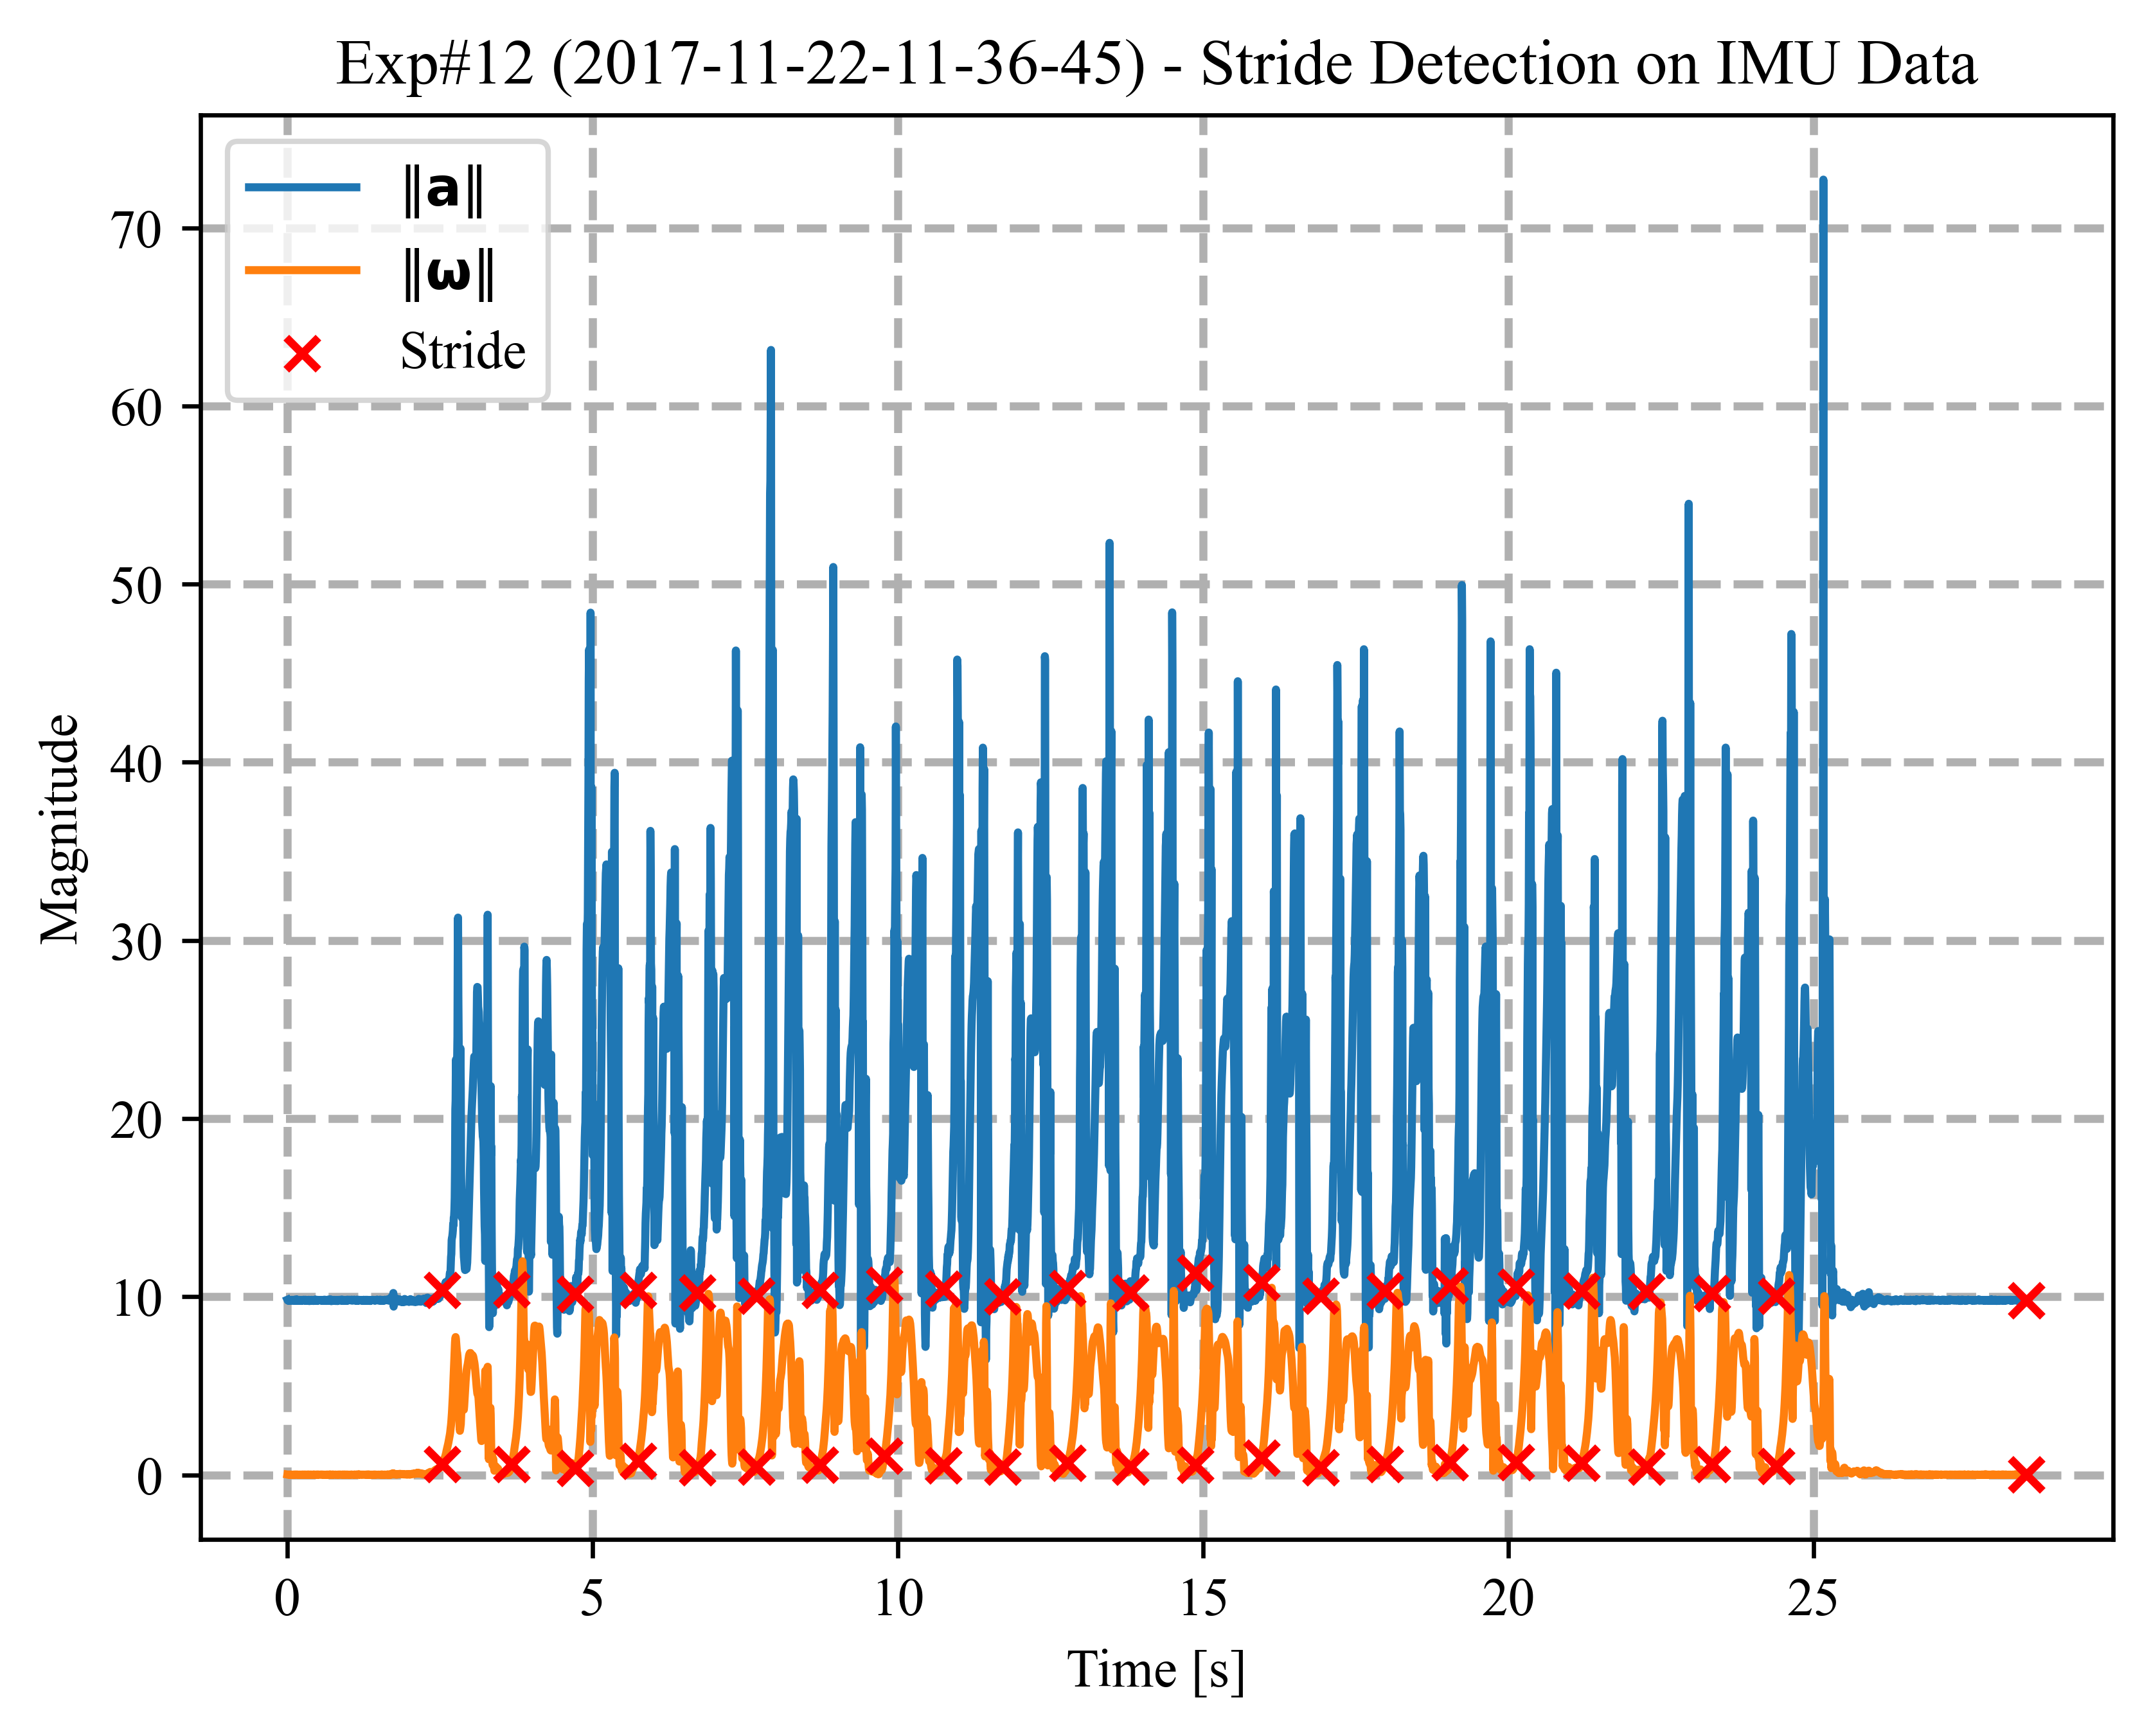 Exp#12 (2017-11-22-11-36-45) - Stride Detection on IMU Data
‖a‖
‖ω‖
Stride
70
60
50
40
30
20
10
0
Magnitude
0 5 10 15 20 25
Time [s]